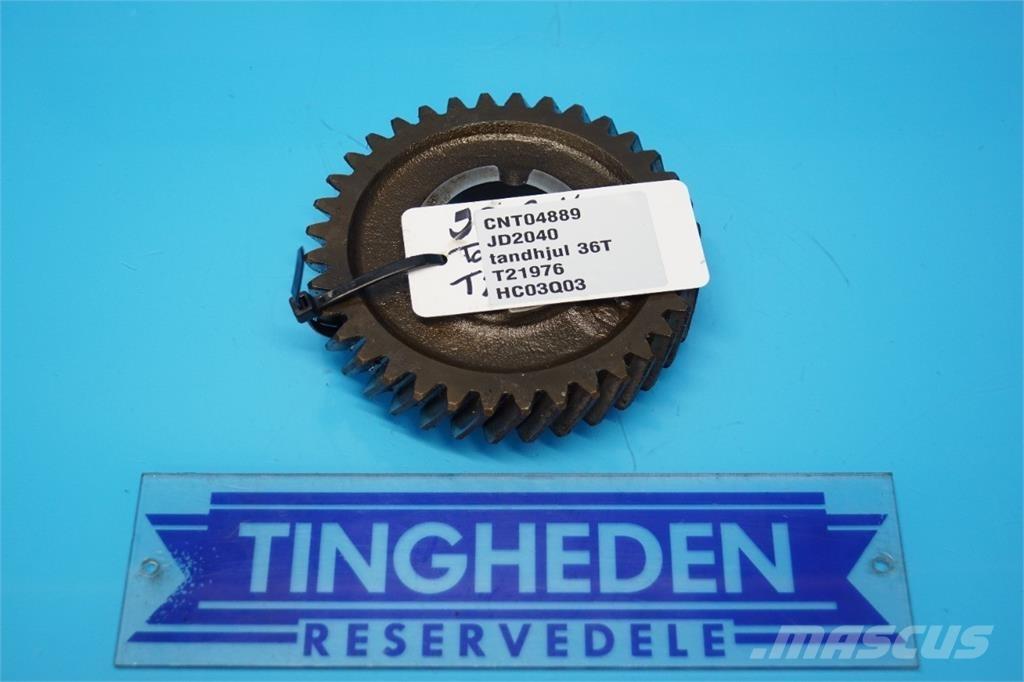 CNT04889
JD2040
tandhjul 36T
T21976
HC03Q03
TINGHEDEN
RESERVEDELE
MASCUS